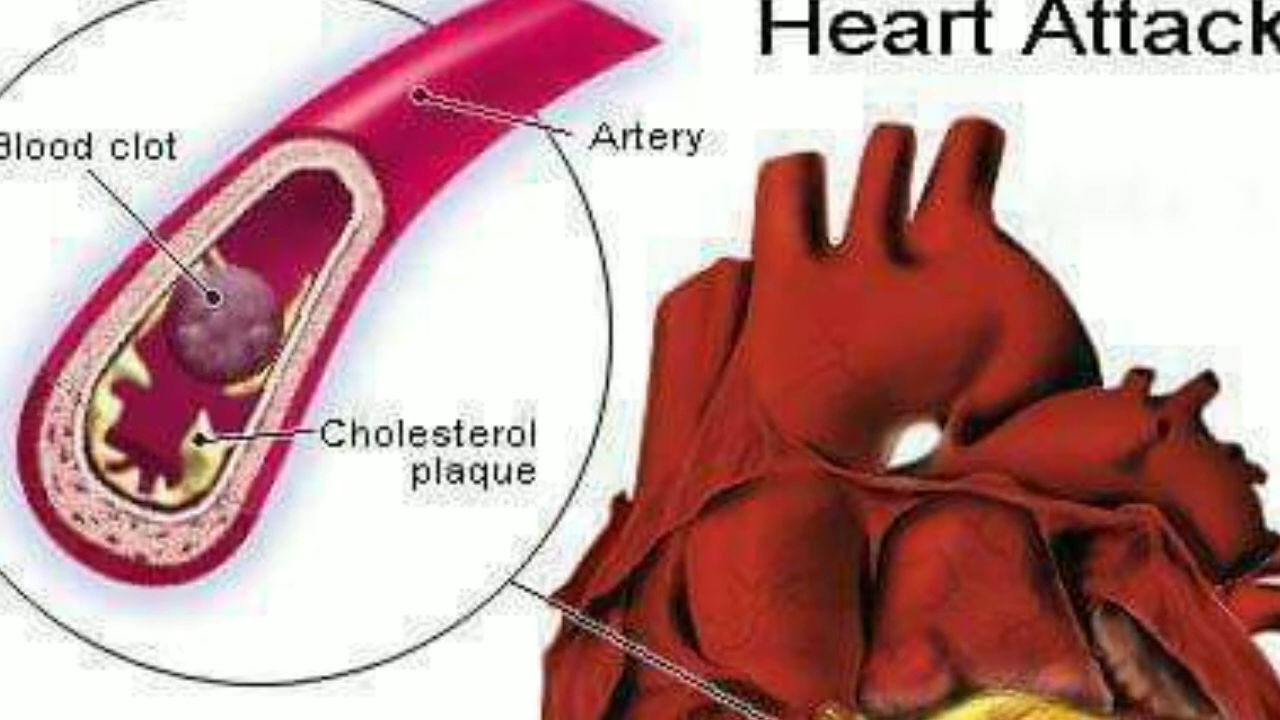 Heart Attack
Blood clot
Artery
Cholesterol
plaque